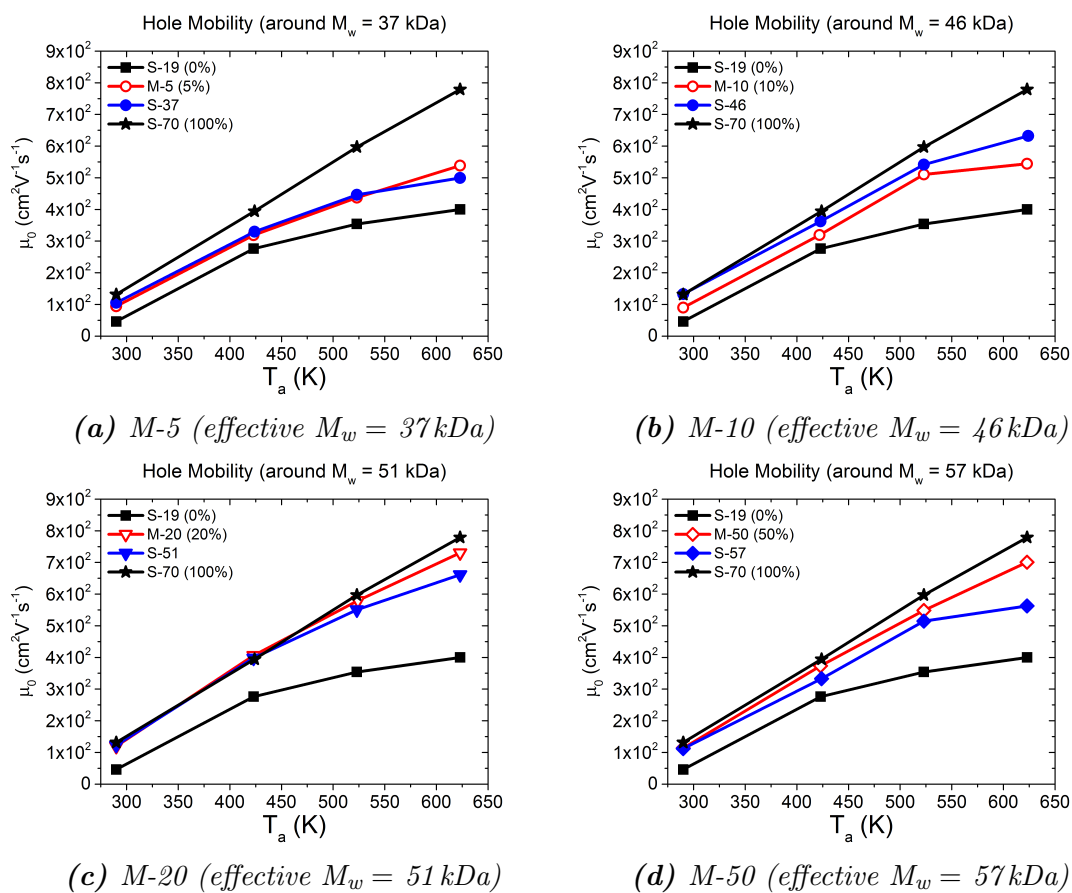 Hole Mobility (around M_w = 37 kDa)
9x10²
8x10²
7x10²
6x10²
5x10²
4x10²
3x10²
2x10²
1x10²
0
μ₀ (cm²V⁻¹s⁻¹)
S-19 (0%)
M-5 (5%)
S-37
S-70 (100%)
300 350 400 450 500 550 600 650
T_a (K)
(a) M-5 (effective M_w = 37 kDa)
Hole Mobility (around M_w = 46 kDa)
9x10²
8x10²
7x10²
6x10²
5x10²
4x10²
3x10²
2x10²
1x10²
0
μ₀ (cm²V⁻¹s⁻¹)
S-19 (0%)
M-10 (10%)
S-46
S-70 (100%)
300 350 400 450 500 550 600 650
T_a (K)
(b) M-10 (effective M_w = 46 kDa)
Hole Mobility (around M_w = 51 kDa)
9x10²
8x10²
7x10²
6x10²
5x10²
4x10²
3x10²
2x10²
1x10²
0
μ₀ (cm²V⁻¹s⁻¹)
S-19 (0%)
M-20 (20%)
S-51
S-70 (100%)
300 350 400 450 500 550 600 650
T_a (K)
(c) M-20 (effective M_w = 51 kDa)
Hole Mobility (around M_w = 57 kDa)
9x10²
8x10²
7x10²
6x10²
5x10²
4x10²
3x10²
2x10²
1x10²
0
μ₀ (cm²V⁻¹s⁻¹)
S-19 (0%)
M-50 (50%)
S-57
S-70 (100%)
300 350 400 450 500 550 600 650
T_a (K)
(d) M-50 (effective M_w = 57 kDa)